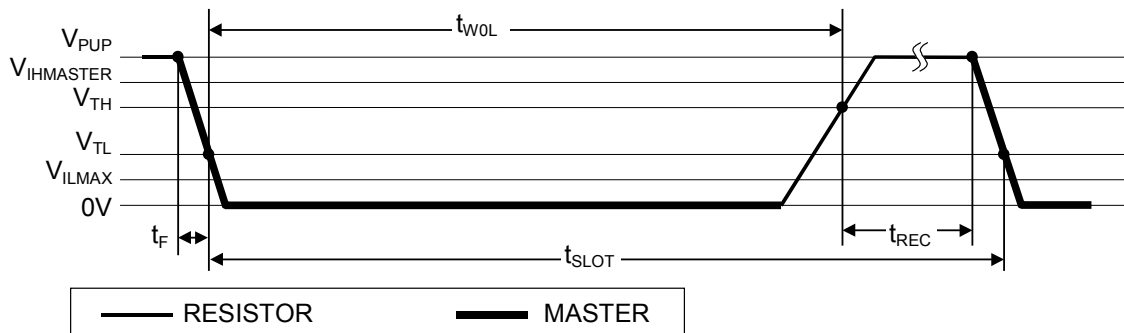 t_W0L
V_PUP
V_IHMASTER
V_TH
V_TL
V_ILMAX
0V
t_F
t_REC
t_SLOT
RESISTOR MASTER